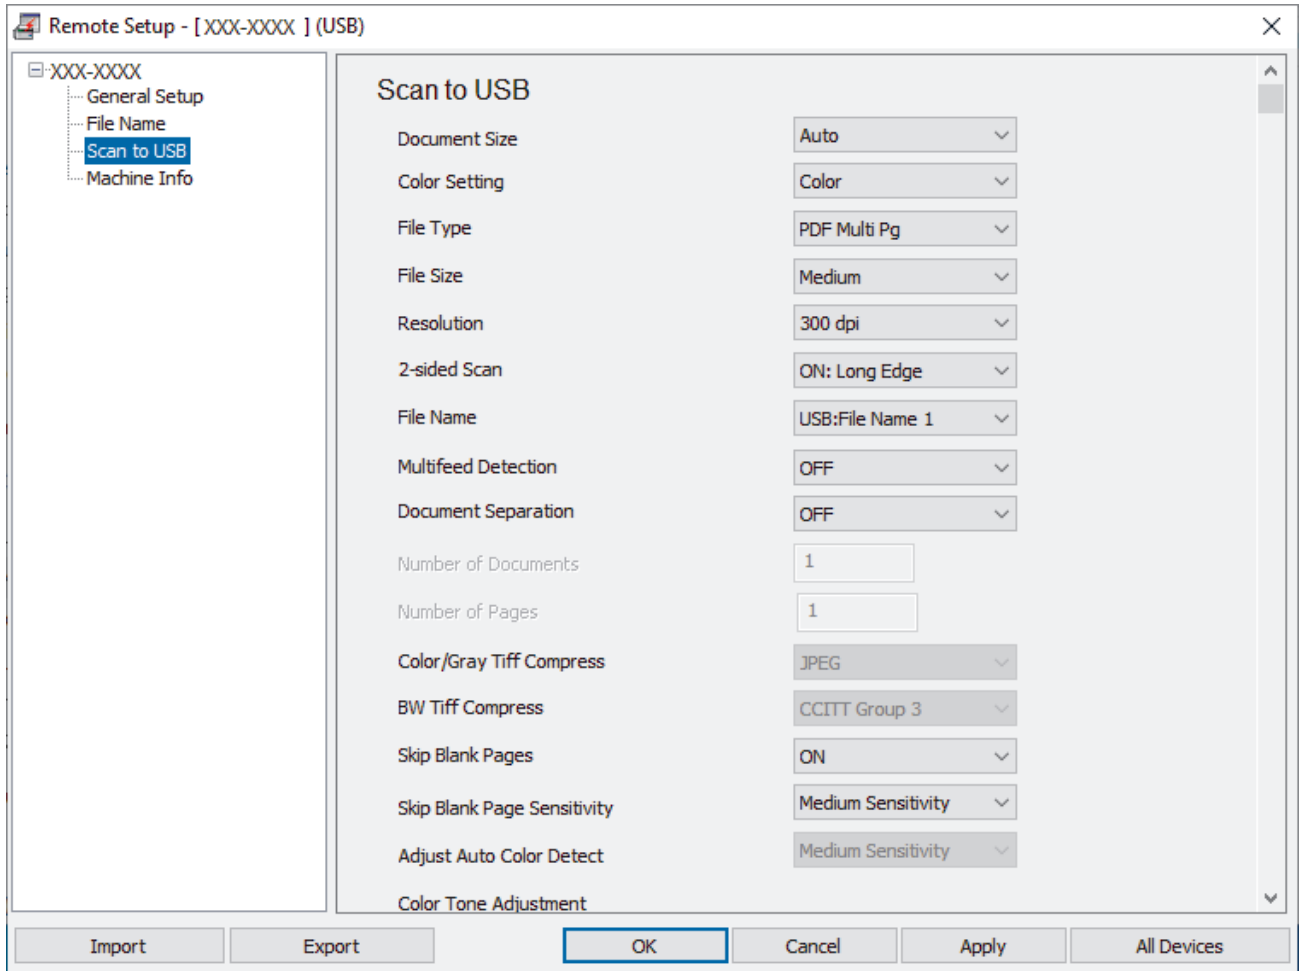 Remote Setup - [ XXX-XXXX ] (USB)
XXX-XXXX
General Setup
File Name
Scan to USB
Machine Info
Scan to USB
Document Size Auto
Color Setting Color
File Type PDF Multi Pg
File Size Medium
Resolution 300 dpi
2-sided Scan ON: Long Edge
File Name USB:File Name 1
Multifeed Detection OFF
Document Separation OFF
Number of Documents 1
Number of Pages 1
Color/Gray Tiff Compress JPEG
BW Tiff Compress CCITT Group 3
Skip Blank Pages ON
Skip Blank Page Sensitivity Medium Sensitivity
Adjust Auto Color Detect Medium Sensitivity
Color Tone Adjustment
Import Export OK Cancel Apply All Devices